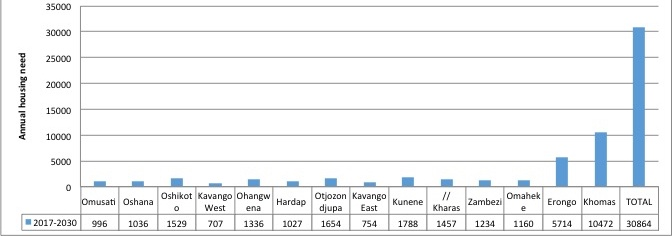 35000
30000
25000
20000
15000
10000
5000
0
Annual housing need
Omusati Oshana Oshikot Kavango Ohangw Hardap Otjozon Kavango Kunene // Zambezi Omahek Erongo Khomas TOTAL
o West ena djupa East Kharas e
2017-2030 996 1036 1529 707 1336 1027 1654 754 1788 1457 1234 1160 5714 10472 30864